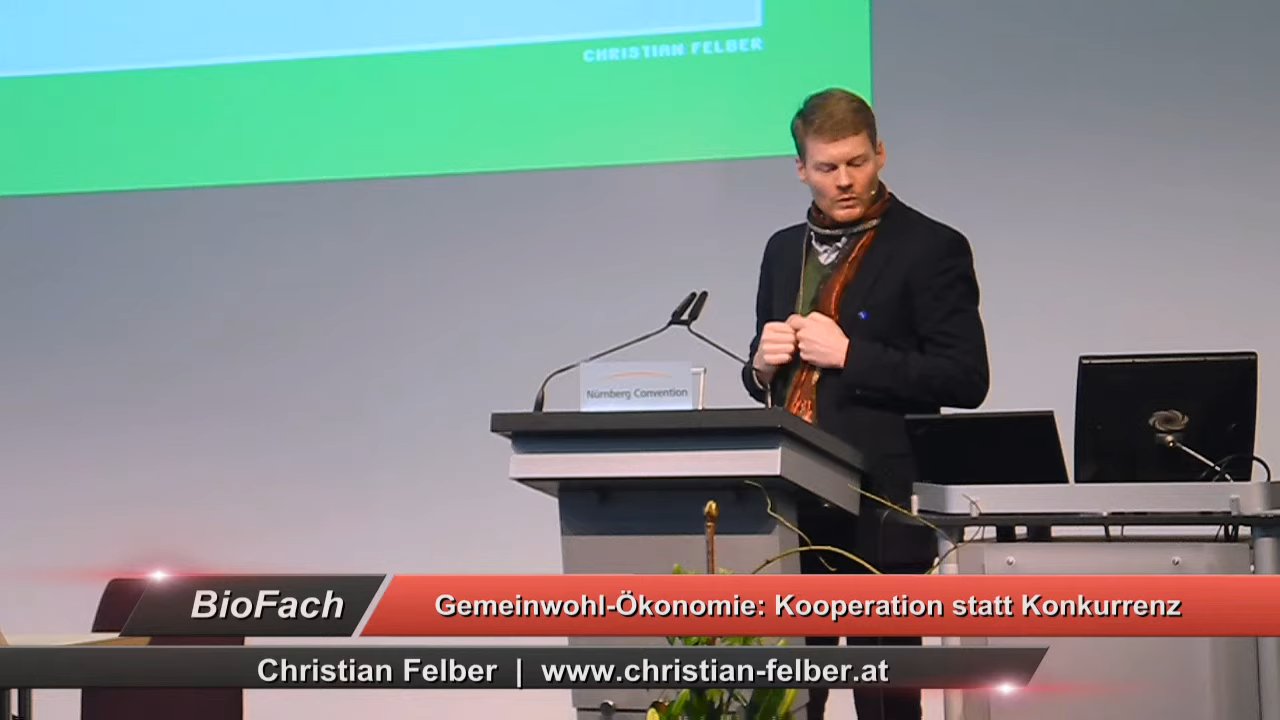 CHRISTIAN FELBER
Nürnberg Convention
BioFach
Gemeinwohl-Ökonomie: Kooperation statt Konkurrenz
Christian Felber | www.christian-felber.at